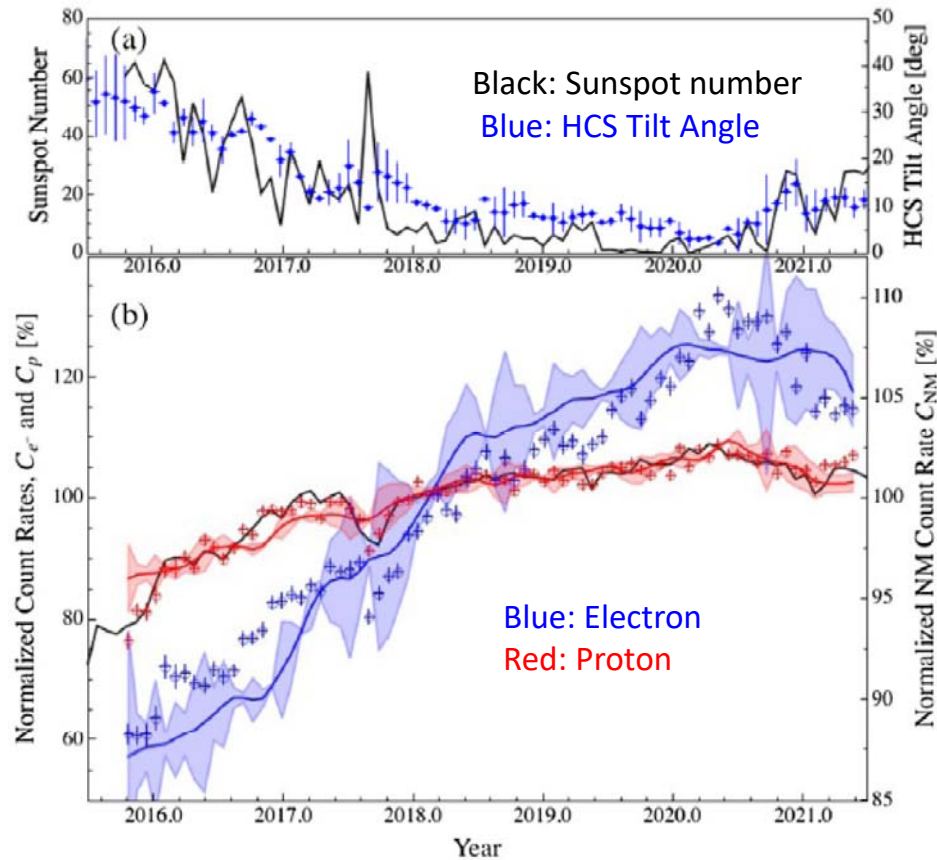 (a)
Black: Sunspot number
Blue: HCS Tilt Angle
Sunspot Number
HCS Tilt Angle [deg]
80
60
40
20
0
50
40
30
20
10
0
2016.0 2017.0 2018.0 2019.0 2020.0 2021.0
(b)
Normalized Count Rates, C_e- and C_p [%]
Normalized NM Count Rate C_NM [%]
120
100
80
60
110
105
100
95
90
85
Blue: Electron
Red: Proton
2016.0 2017.0 2018.0 2019.0 2020.0 2021.0
Year